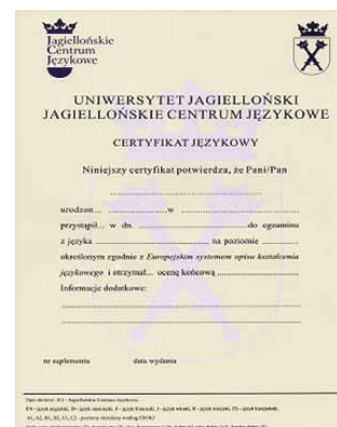 Jagiellońskie
Centrum
Językowe
UNIWERSYTET JAGIELLOŃSKI
JAGIELLOŃSKIE CENTRUM JĘZYKOWE
CERTYFIKAT JĘZYKOWY
Niniejszy certyfikat potwierdza, że Pani/Pan
urodzon... ....................w ............................
przystąpił... w dn. ..............................do egzaminu
z języka .............................. na poziomie ............
określonym zgodnie z Europejskim systemem opisu kształcenia
językowego i otrzymał... ocenę końcową ....................
Informacje dodatkowe:
nr suplementu data wydania